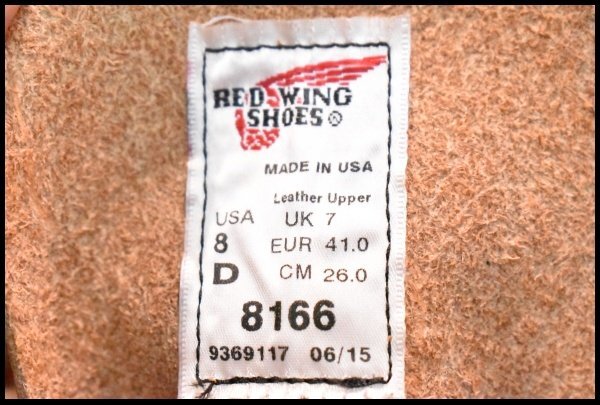 RED WING
SHOES®
MADE IN USA
Leather Upper
USA UK 7
8 EUR 41.0
D CM 26.0
8166
9369117 06/15